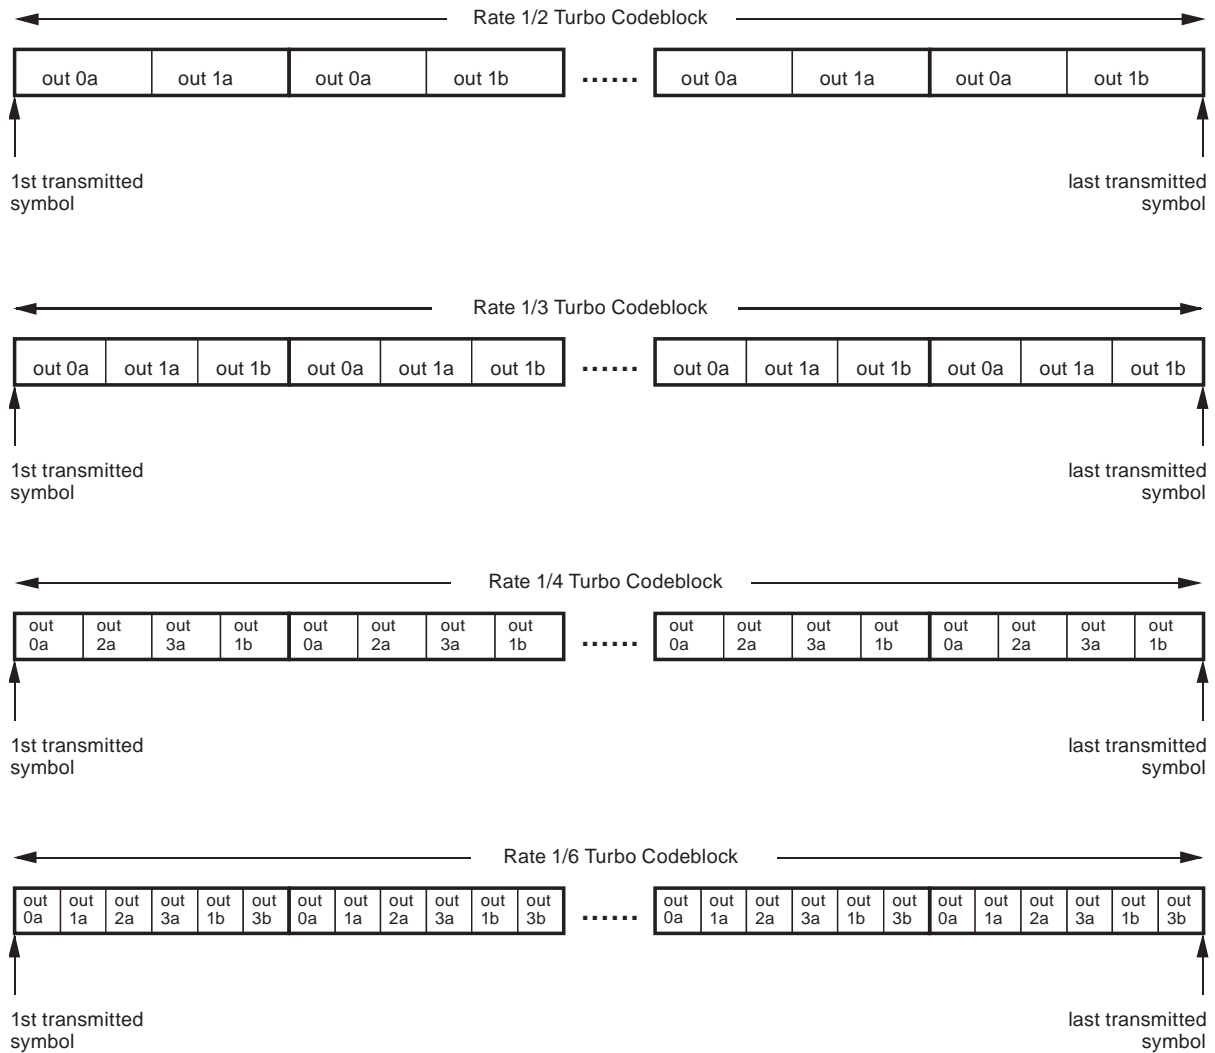 Rate 1/2 Turbo Codeblock
out 0a out 1a out 0a out 1b ...... out 0a out 1a out 0a out 1b
1st transmitted
symbol
last transmitted
symbol
Rate 1/3 Turbo Codeblock
out 0a out 1a out 1b out 0a out 1a out 1b ...... out 0a out 1a out 1b out 0a out 1a out 1b
1st transmitted
symbol
last transmitted
symbol
Rate 1/4 Turbo Codeblock
out out out out out out out out ...... out out out out out out out out
0a 2a 3a 1b 0a 2a 3a 1b 0a 2a 3a 1b 0a 2a 3a 1b
1st transmitted
symbol
last transmitted
symbol
Rate 1/6 Turbo Codeblock
out out out out out out out out out out out out ...... out out out out out out out out out out out out
0a 1a 2a 3a 1b 3b 0a 1a 2a 3a 1b 3b 0a 1a 2a 3a 1b 3b 0a 1a 2a 3a 1b 3b
1st transmitted
symbol
last transmitted
symbol